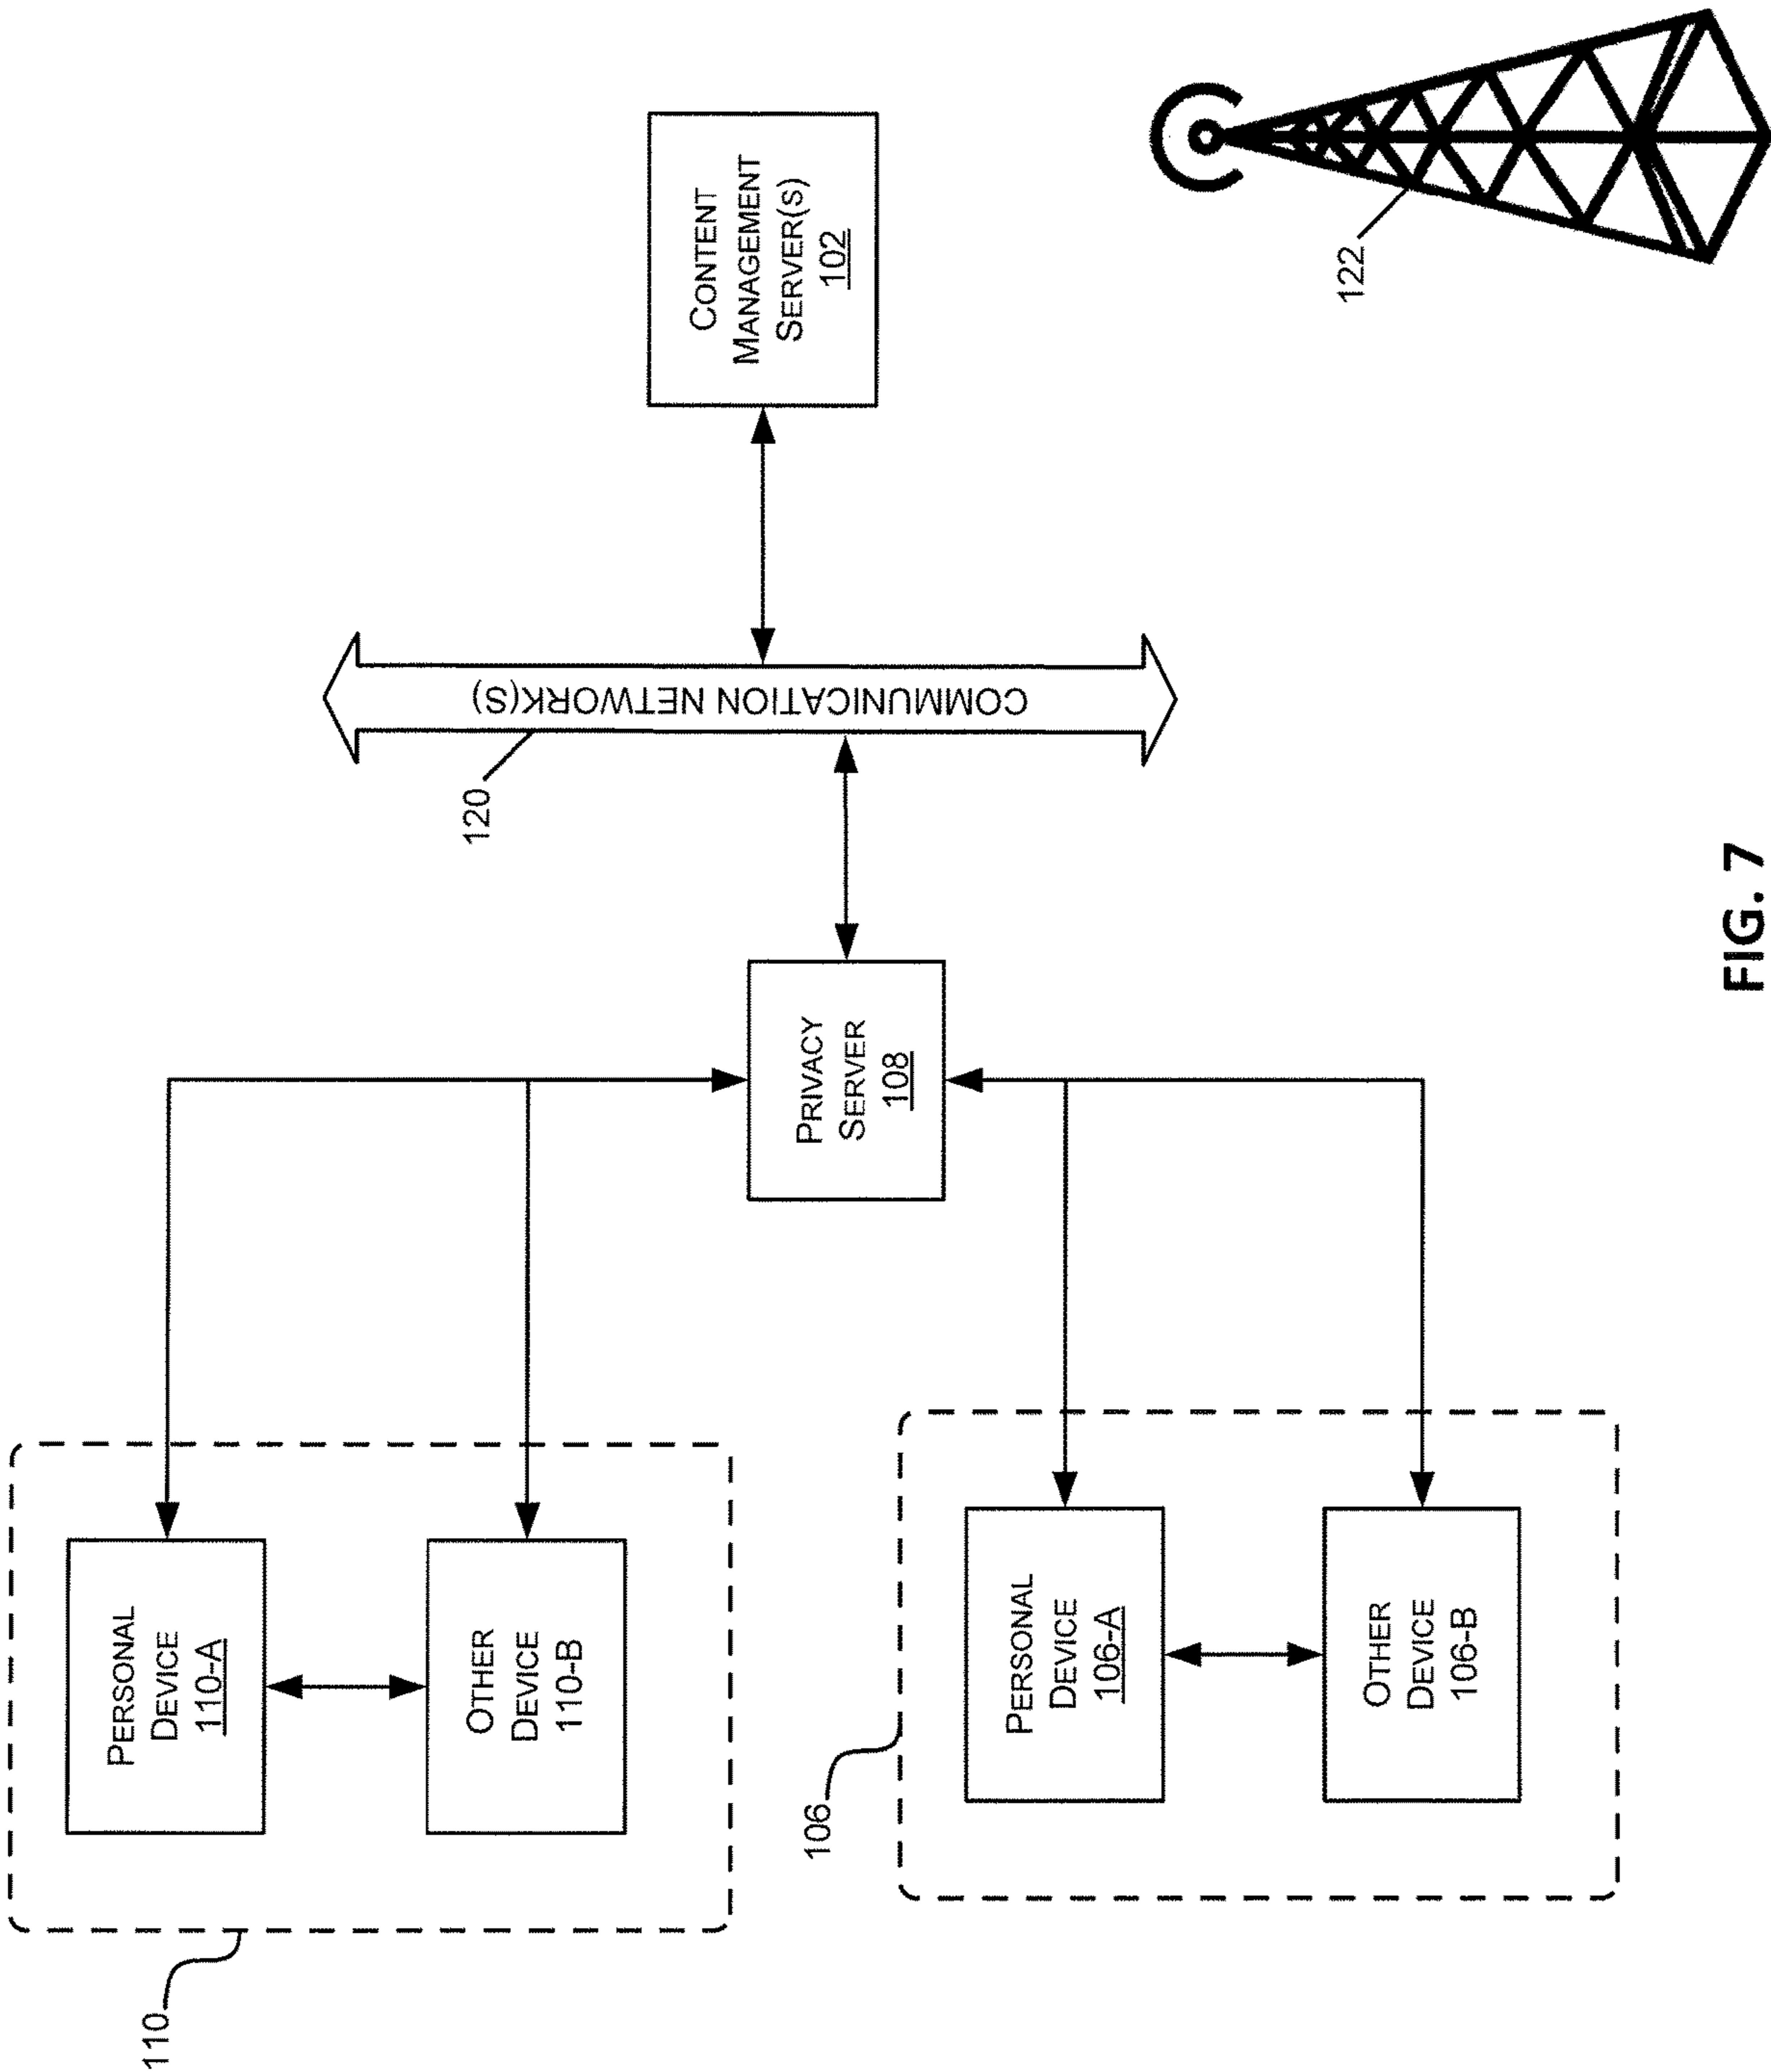 110
PERSONAL
DEVICE
110-A
OTHER
DEVICE
110-B
106
PERSONAL
DEVICE
106-A
OTHER
DEVICE
106-B
PRIVACY
SERVER
108
120
COMMUNICATION NETWORK(S)
CONTENT
MANAGEMENT
SERVER(S)
102
122
FIG. 7